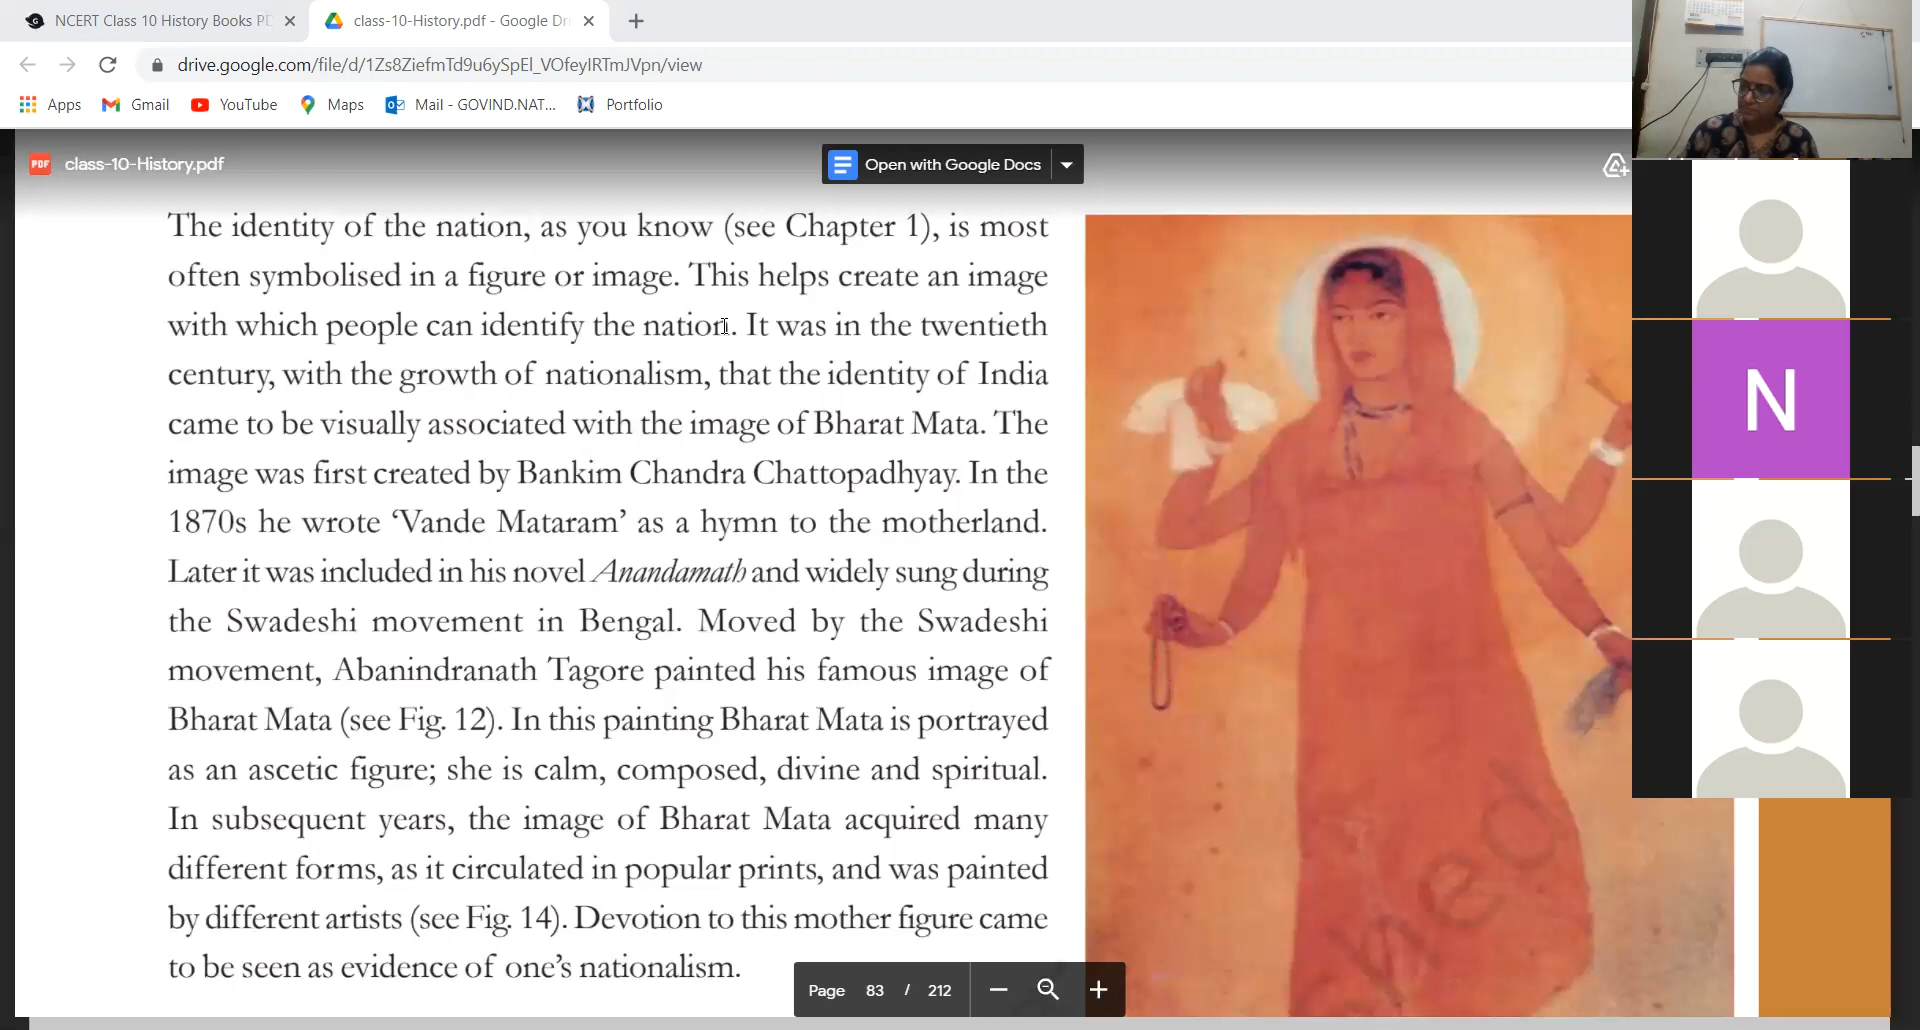 NCERT Class 10 History Books PD
class-10-History.pdf - Google Dri
drive.google.com/file/d/1Zs8ZiefmTd9u6ySpEl_VOfeyIRTmJVpn/view
Apps
Gmail
YouTube
Maps
Mail - GOVIND.NAT...
Portfolio
PDF
class-10-History.pdf
Open with Google Docs
The identity of the nation, as you know (see Chapter 1), is most
often symbolised in a figure or image. This helps create an image
with which people can identify the nation. It was in the twentieth
century, with the growth of nationalism, that the identity of India
came to be visually associated with the image of Bharat Mata. The
image was first created by Bankim Chandra Chattopadhyay. In the
1870s he wrote ‘Vande Mataram’ as a hymn to the motherland.
Later it was included in his novel Anandamath and widely sung during
the Swadeshi movement in Bengal. Moved by the Swadeshi
movement, Abanindranath Tagore painted his famous image of
Bharat Mata (see Fig. 12). In this painting Bharat Mata is portrayed
as an ascetic figure; she is calm, composed, divine and spiritual.
In subsequent years, the image of Bharat Mata acquired many
different forms, as it circulated in popular prints, and was painted
by different artists (see Fig. 14). Devotion to this mother figure came
to be seen as evidence of one’s nationalism.
N
hed
Page 83 / 212